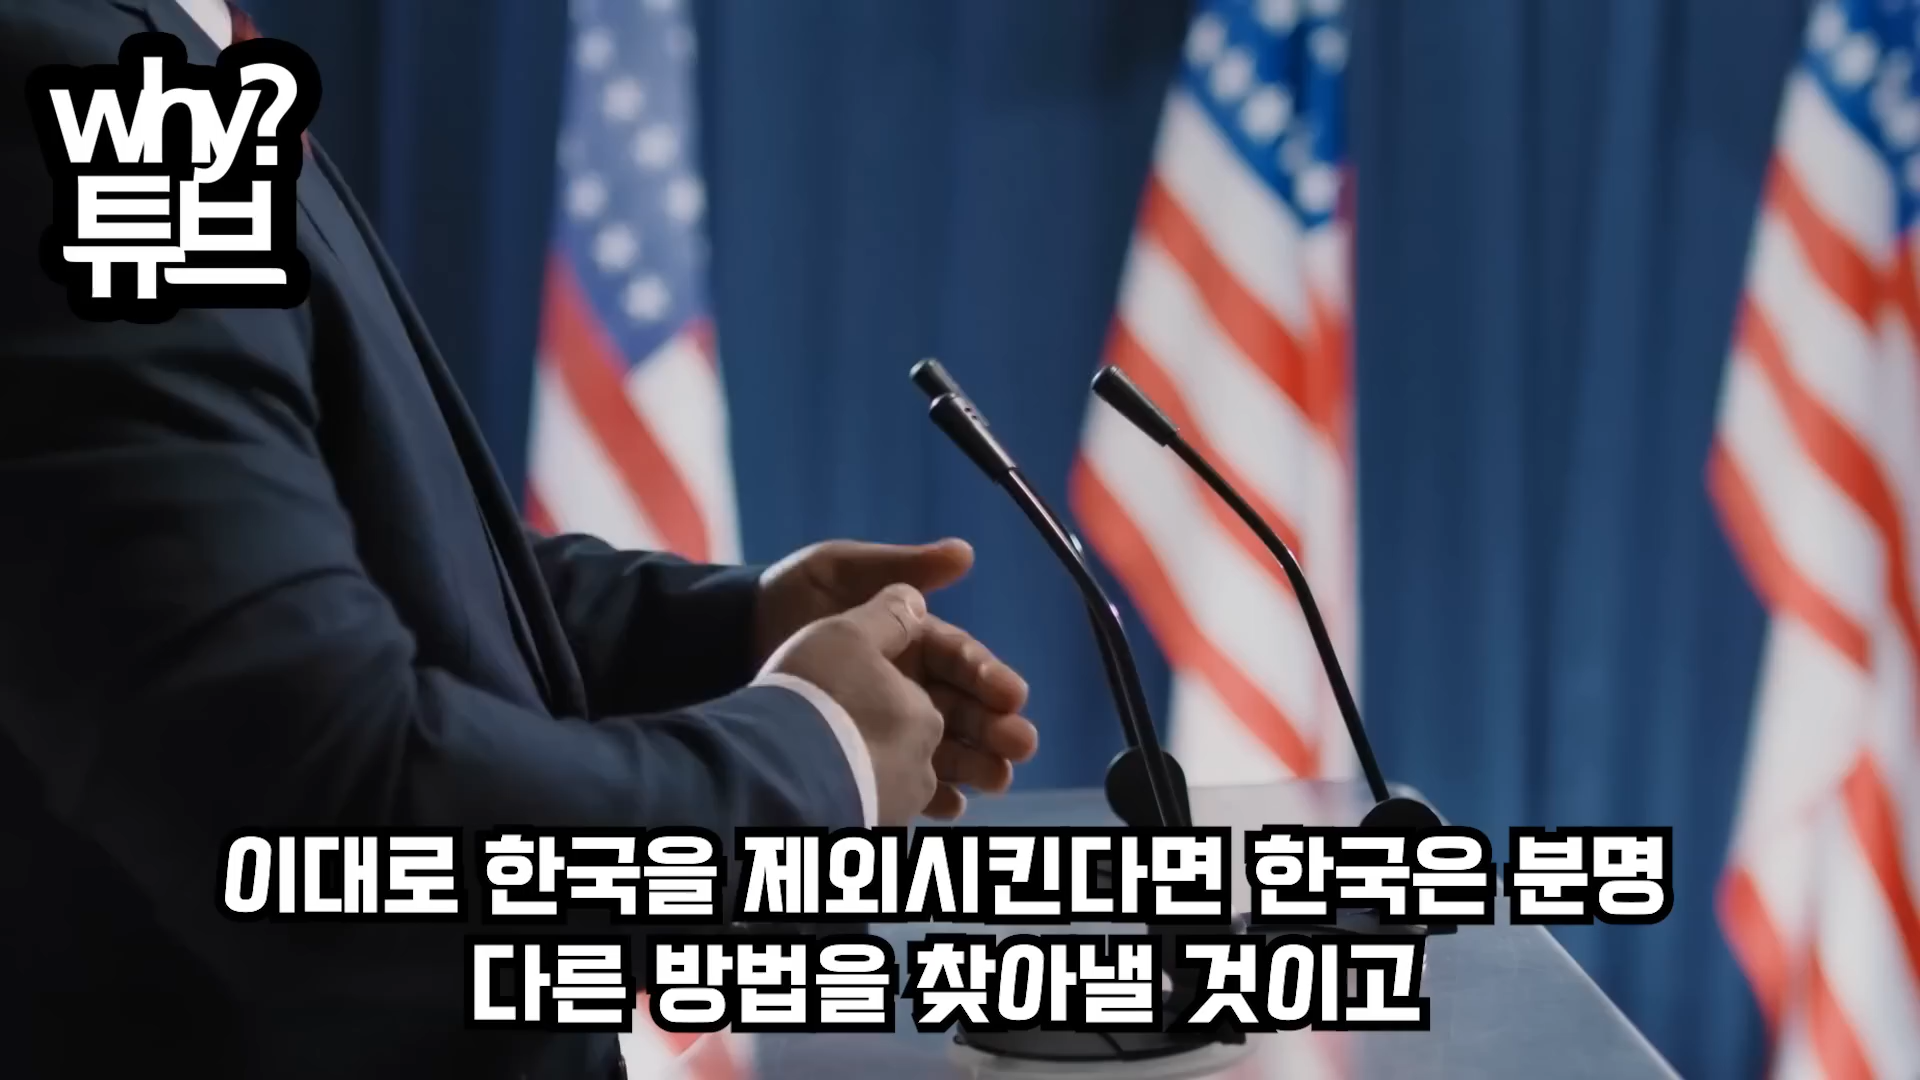 why?
튜브
이대로 한국을 제외시킨다면 한국은 분명
다른 방법을 찾아낼 것이고